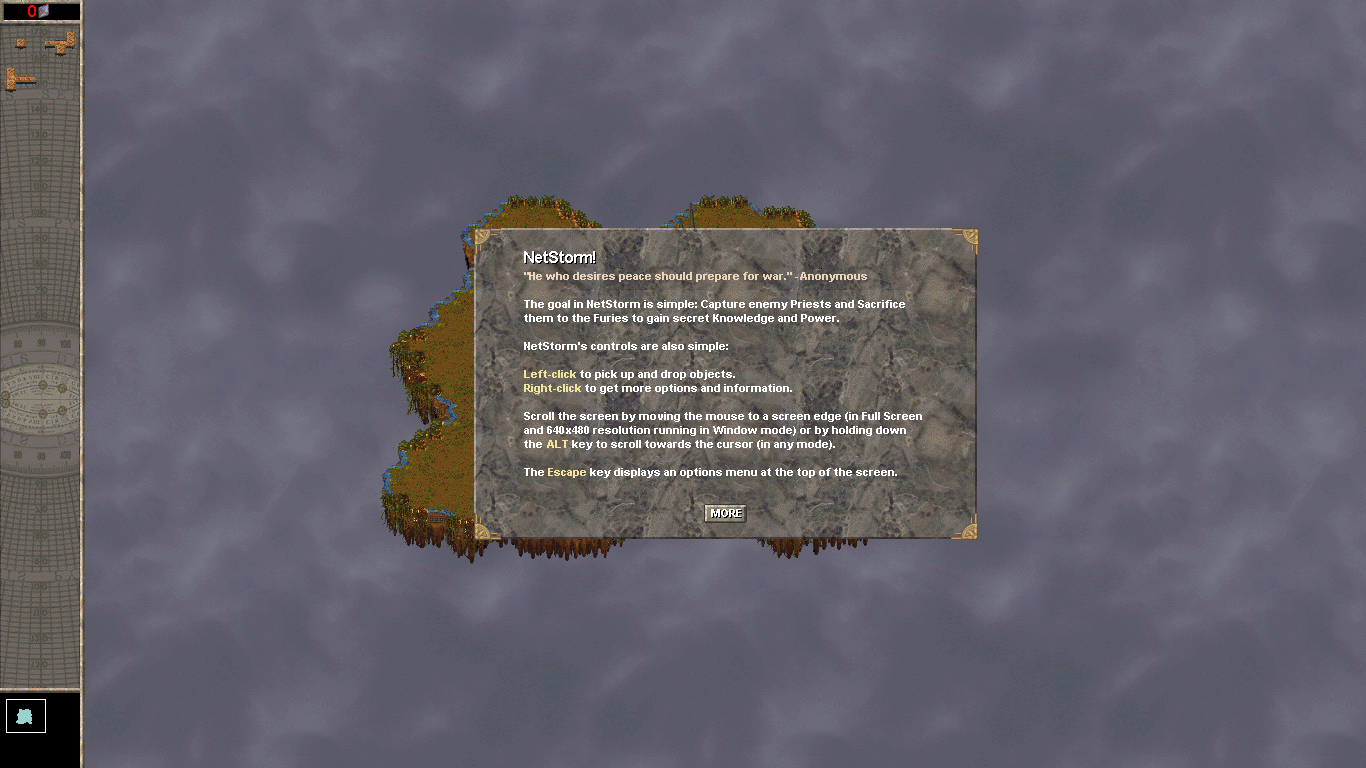 0
NetStorm!
"He who desires peace should prepare for war." -Anonymous
The goal in NetStorm is simple: Capture enemy Priests and Sacrifice
them to the Furies to gain secret Knowledge and Power.
NetStorm's controls are also simple:
Left-click to pick up and drop objects.
Right-click to get more options and information.
Scroll the screen by moving the mouse to a screen edge (in Full Screen
and 640x480 resolution running in Window mode) or by holding down
the ALT key to scroll towards the cursor (in any mode).
The Escape key displays an options menu at the top of the screen.
MORE
80 90 100